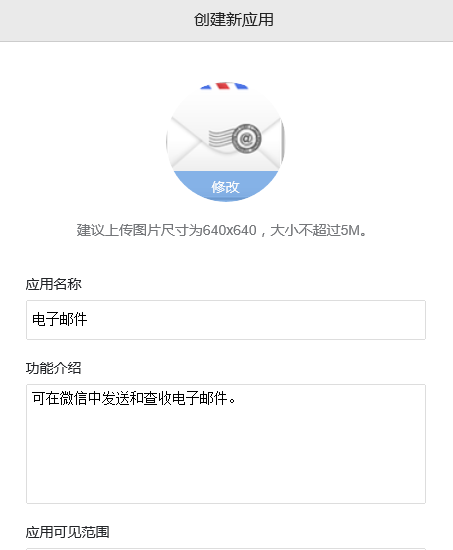 创建新应用
@
修改
建议上传图片尺寸为640x640，大小不超过5M。
应用名称
电子邮件
功能介绍
可在微信中发送和查收电子邮件。
应用可见范围